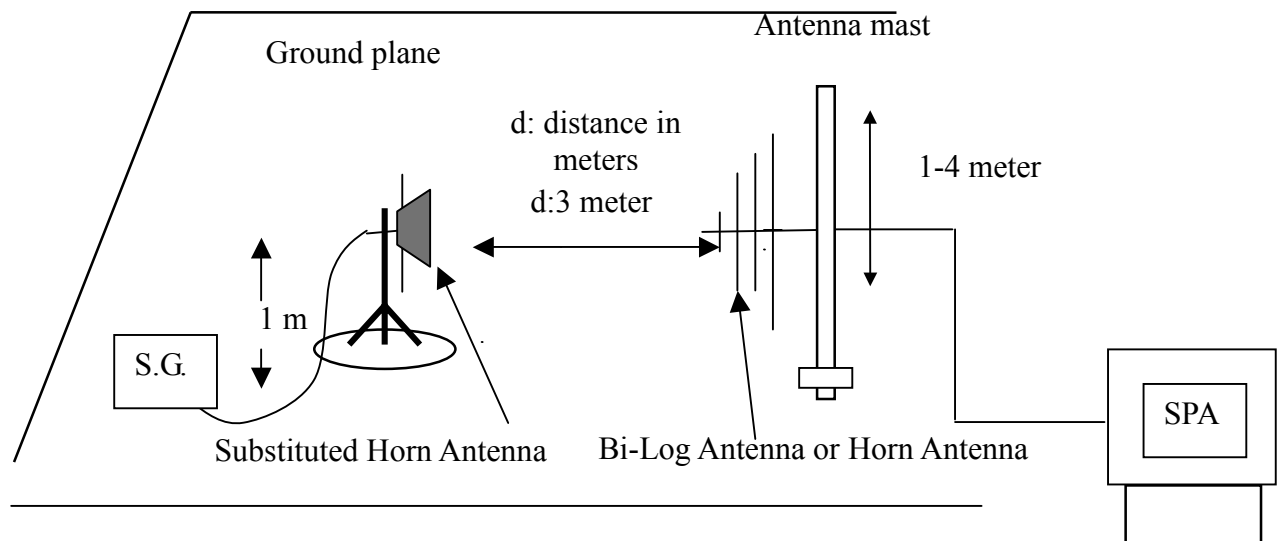 Antenna mast
Ground plane
d: distance in
meters
d:3 meter
1-4 meter
1 m
S.G.
SPA
Substituted Horn Antenna
Bi-Log Antenna or Horn Antenna